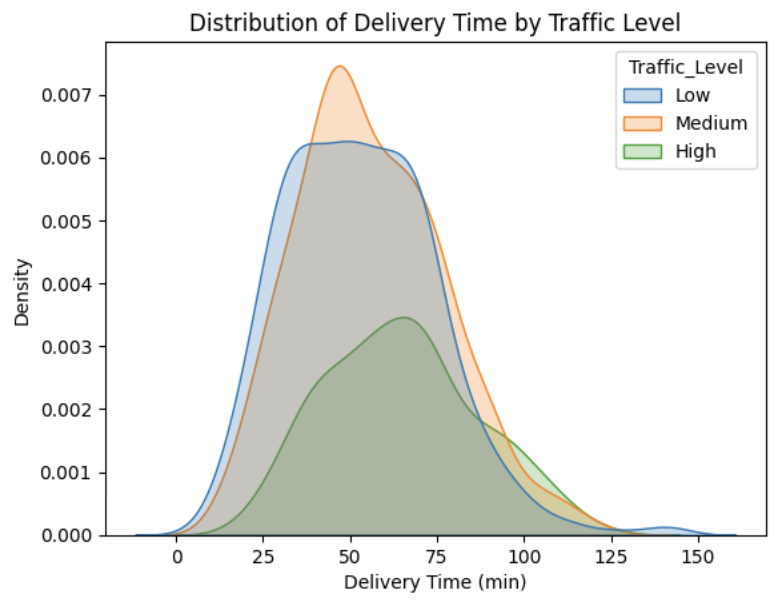 Distribution of Delivery Time by Traffic Level
Traffic_Level
Low
Medium
High
0.007
0.006
0.005
0.004
0.003
0.002
0.001
0.000
Density
0 25 50 75 100 125 150
Delivery Time (min)